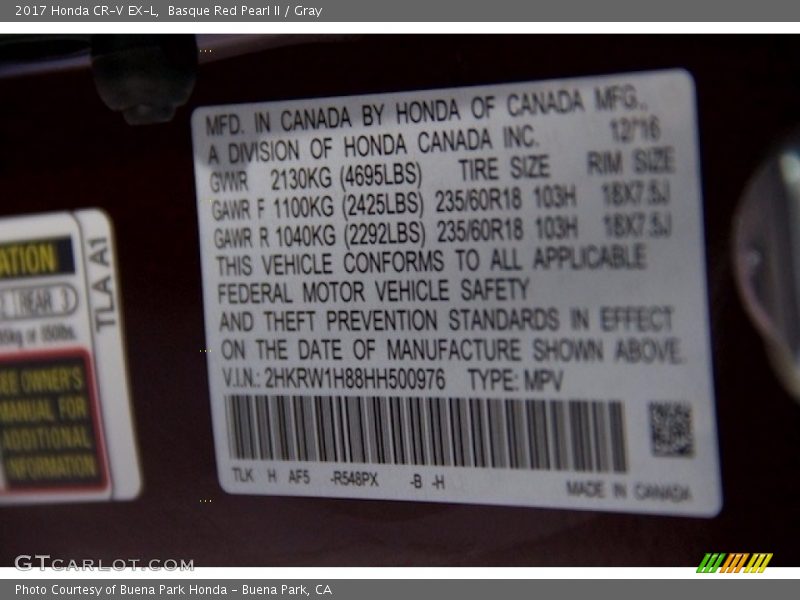 2017 Honda CR-V EX-L, Basque Red Pearl II / Gray
MFD. IN CANADA BY HONDA OF CANADA MFG.,
A DIVISION OF HONDA CANADA INC. 12/'16
GVWR 2130KG (4695LBS) TIRE SIZE RIM SIZE
GAWR F 1100KG (2425LBS) 235/60R18 103H 18X7.5J
GAWR R 1040KG (2292LBS) 235/60R18 103H 18X7.5J
THIS VEHICLE CONFORMS TO ALL APPLICABLE
FEDERAL MOTOR VEHICLE SAFETY
AND THEFT PREVENTION STANDARDS IN EFFECT
ON THE DATE OF MANUFACTURE SHOWN ABOVE.
V.I.N.: 2HKRW1H88HH500976 TYPE: MPV
TLK H AF5 -R548PX -B -H
MADE IN CANADA
ATION
REAR 3
TLA A1
SEE OWNER'S
MANUAL FOR
ADDITIONAL
INFORMATION
GTCARLOT.COM
Photo Courtesy of Buena Park Honda - Buena Park, CA